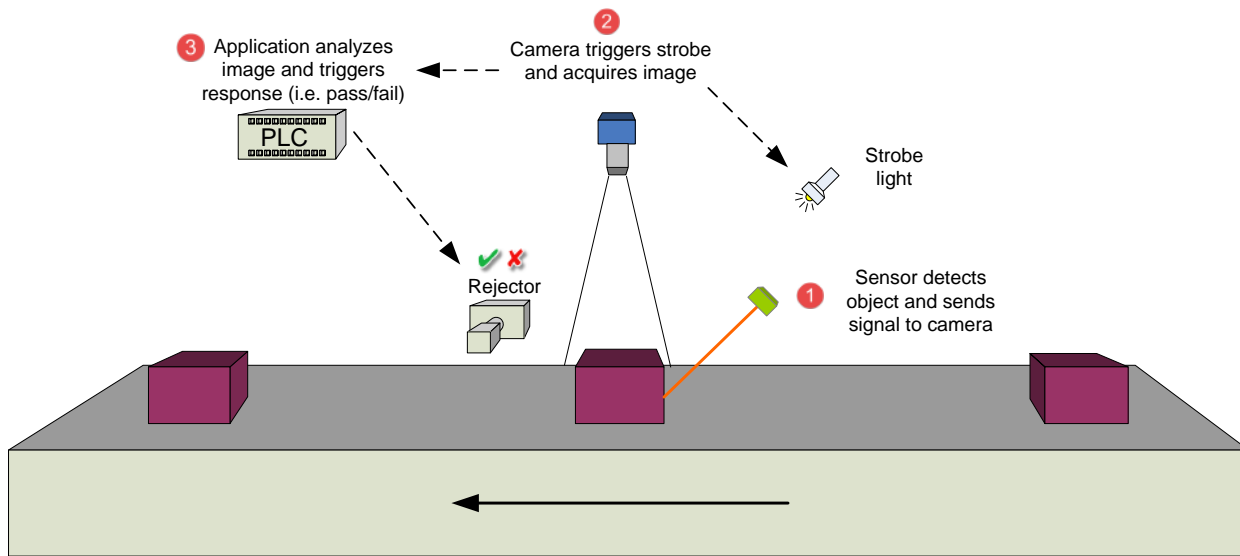 2
Camera triggers strobe
and acquires image
3
Application analyzes
image and triggers
response (i.e. pass/fail)
PLC
Strobe
light
Rejector
1
Sensor detects
object and sends
signal to camera